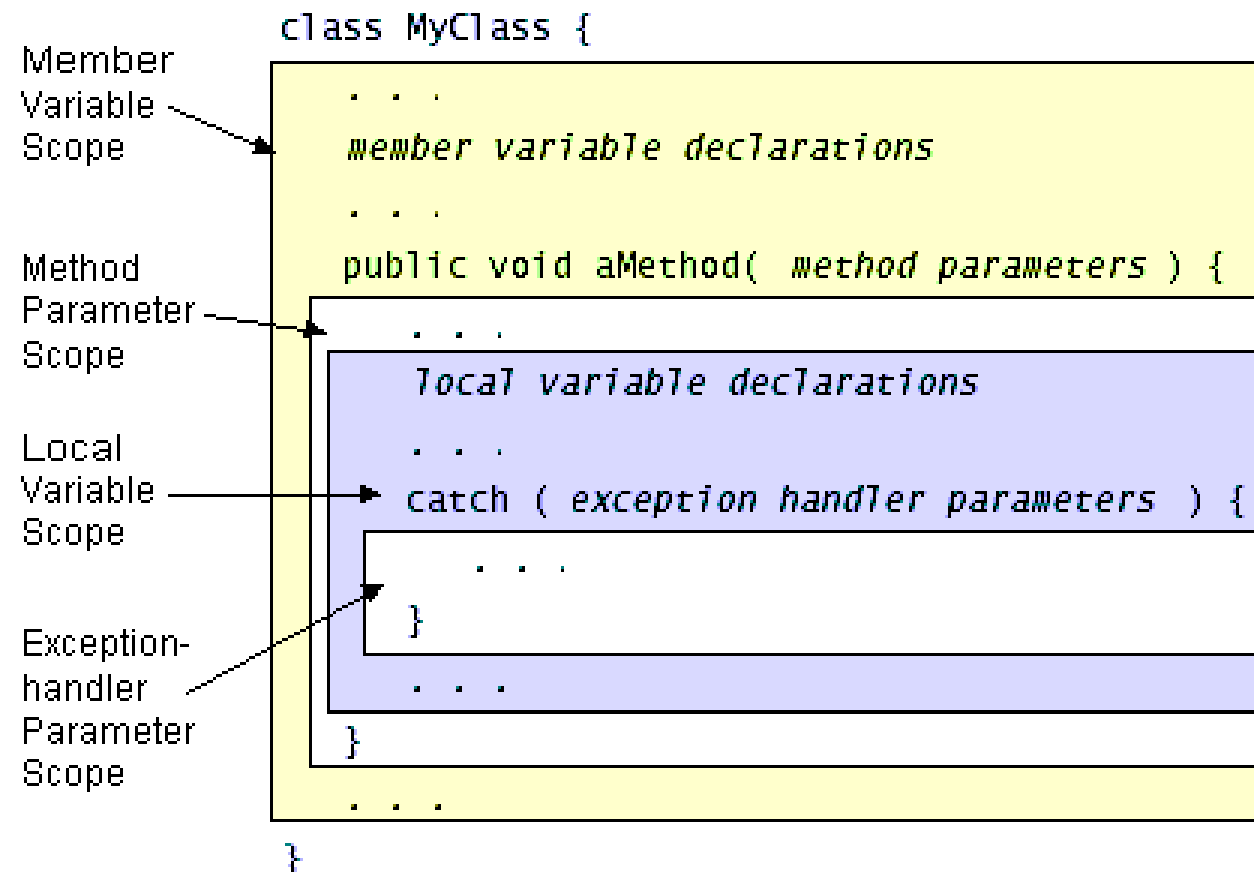 class MyClass {
Member
Variable
Scope
. . .
member variable declarations
. . .
public void aMethod( method parameters ) {
Method
Parameter
Scope
. . .
local variable declarations
. . .
Local
Variable
Scope
catch ( exception handler parameters ) {
. . .
}
Exception-
handler
Parameter
Scope
. . .
}
. . .
}